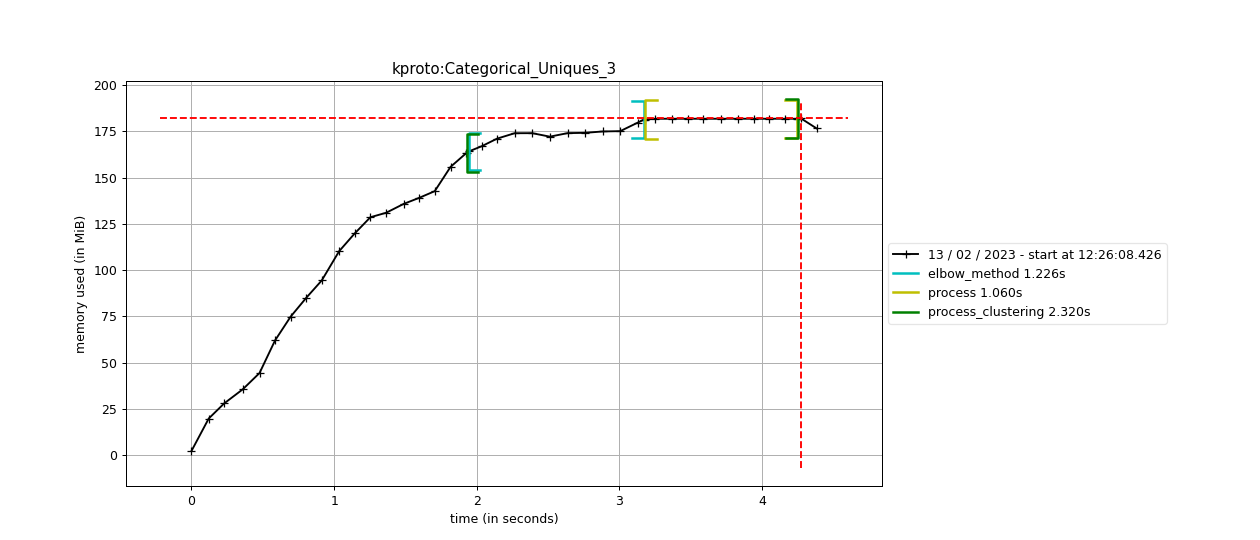 kproto:Categorical_Uniques_3
200
175
150
125
100
75
50
25
0
memory used (in MiB)
0 1 2 3 4
time (in seconds)
13 / 02 / 2023 - start at 12:26:08.426
elbow_method 1.226s
process 1.060s
process_clustering 2.320s